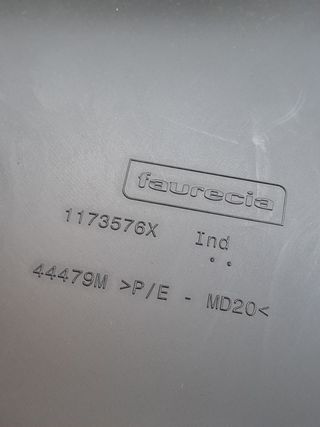 faurecia
1173576X Ind
44479M >P/E - MD20<